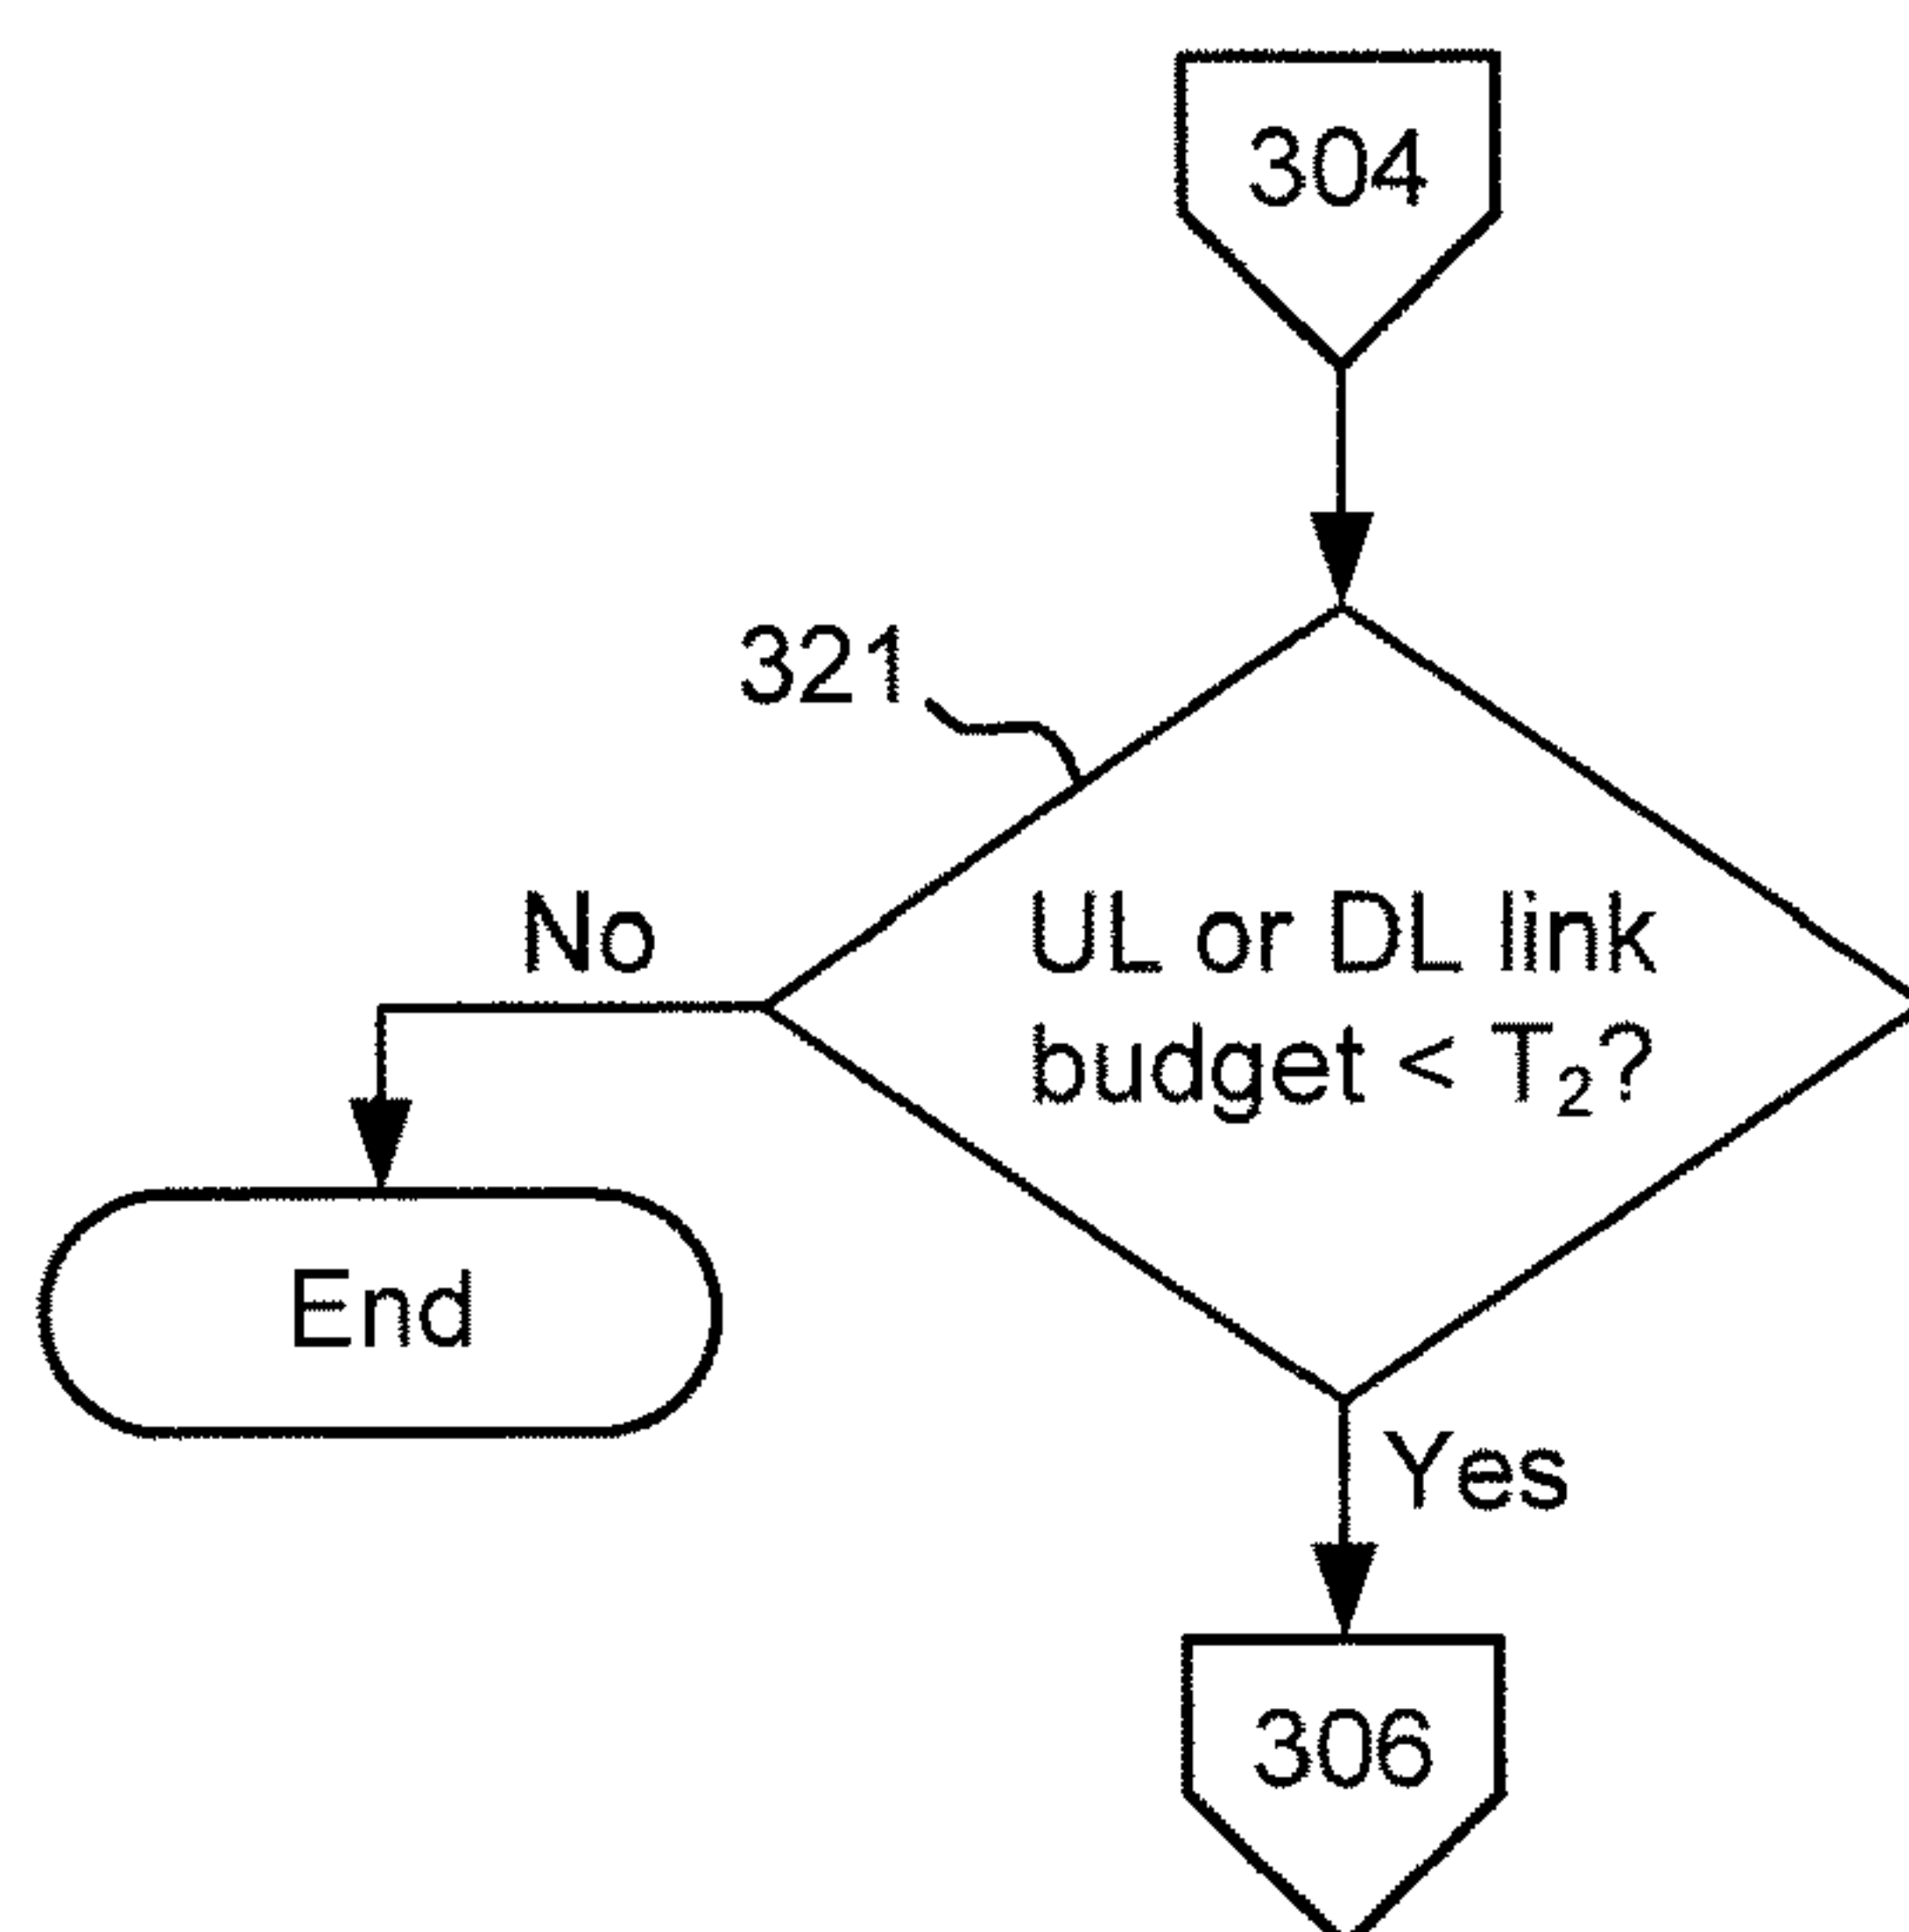 304
321
No
UL or DL link
budget < T₂?
End
Yes
306